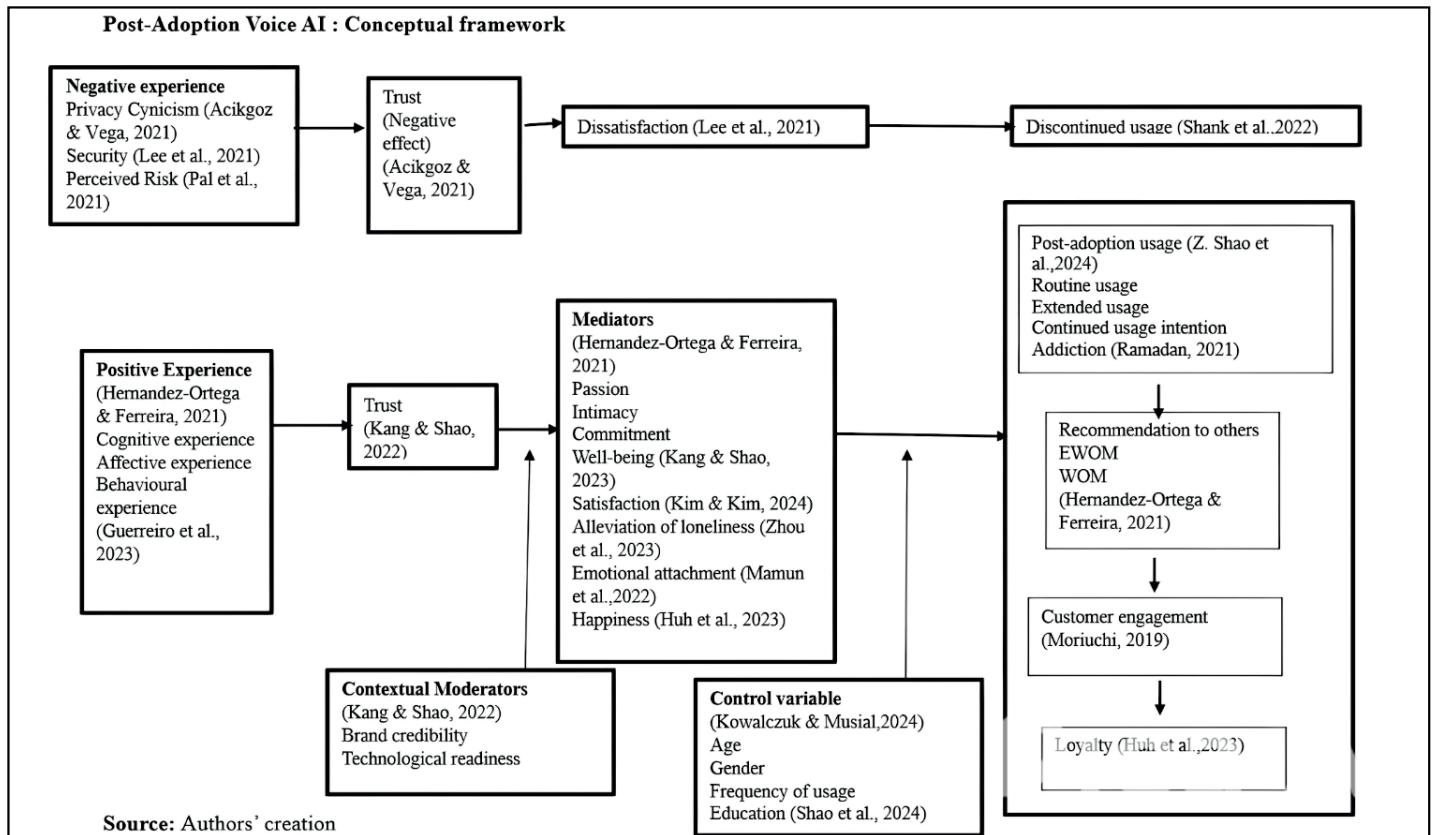 Post-Adoption Voice AI : Conceptual framework
Negative experience
Privacy Cynicism (Acikgoz
& Vega, 2021)
Security (Lee et al., 2021)
Perceived Risk (Pal et al.,
2021)
Trust
(Negative
effect)
(Acikgoz &
Vega, 2021)
Dissatisfaction (Lee et al., 2021)
Discontinued usage (Shank et al..2022)
Positive Experience
(Hernandez-Ortega
& Ferreira, 2021)
Cognitive experience
Affective experience
Behavioural
experience
(Guerreiro et al.,
2023)
Trust
(Kang & Shao,
2022)
Mediators
(Hernandez-Ortega & Ferreira,
2021)
Passion
Intimacy
Commitment
Well-being (Kang & Shao,
2023)
Satisfaction (Kim & Kim, 2024)
Alleviation of loneliness (Zhou
et al., 2023)
Emotional attachment (Mamun
et al.,2022)
Happiness (Huh et al., 2023)
Post-adoption usage (Z. Shao et
al.,2024)
Routine usage
Extended usage
Continued usage intention
Addiction (Ramadan, 2021)
Recommendation to others
EWOM
WOM
(Hernandez-Ortega &
Ferreira, 2021)
Customer engagement
(Moriuchi, 2019)
Loyalty (Huh et al.,2023)
Contextual Moderators
(Kang & Shao, 2022)
Brand credibility
Technological readiness
Control variable
(Kowalczuk & Musial,2024)
Age
Gender
Frequency of usage
Education (Shao et al., 2024)
Source: Authors' creation